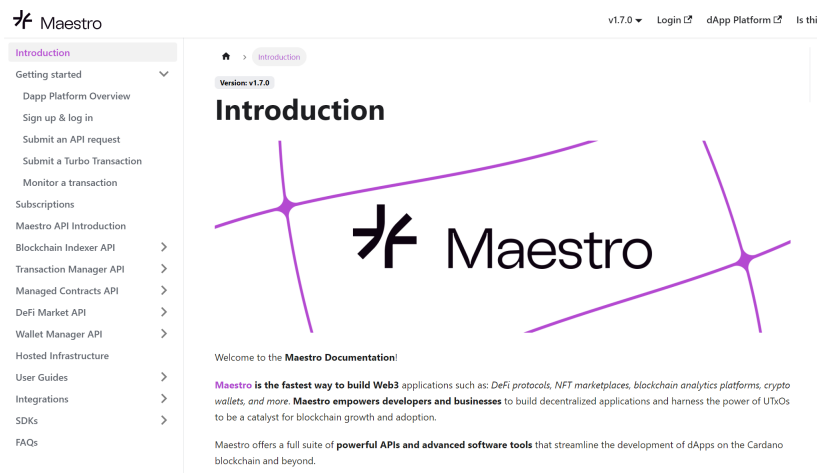 Maestro
v1.7.0
Login
dApp Platform
Is thi
Introduction
Getting started
Dapp Platform Overview
Sign up & log in
Submit an API request
Submit a Turbo Transaction
Monitor a transaction
Subscriptions
Maestro API Introduction
Blockchain Indexer API
Transaction Manager API
Managed Contracts API
DeFi Market API
Wallet Manager API
Hosted Infrastructure
User Guides
Integrations
SDKs
FAQs
Introduction
Version: v1.7.0
Introduction
Maestro
Welcome to the Maestro Documentation!
Maestro is the fastest way to build Web3 applications such as: DeFi protocols, NFT marketplaces, blockchain analytics platforms, crypto
wallets, and more. Maestro empowers developers and businesses to build decentralized applications and harness the power of UTxOs
to be a catalyst for blockchain growth and adoption.
Maestro offers a full suite of powerful APIs and advanced software tools that streamline the development of dApps on the Cardano
blockchain and beyond.